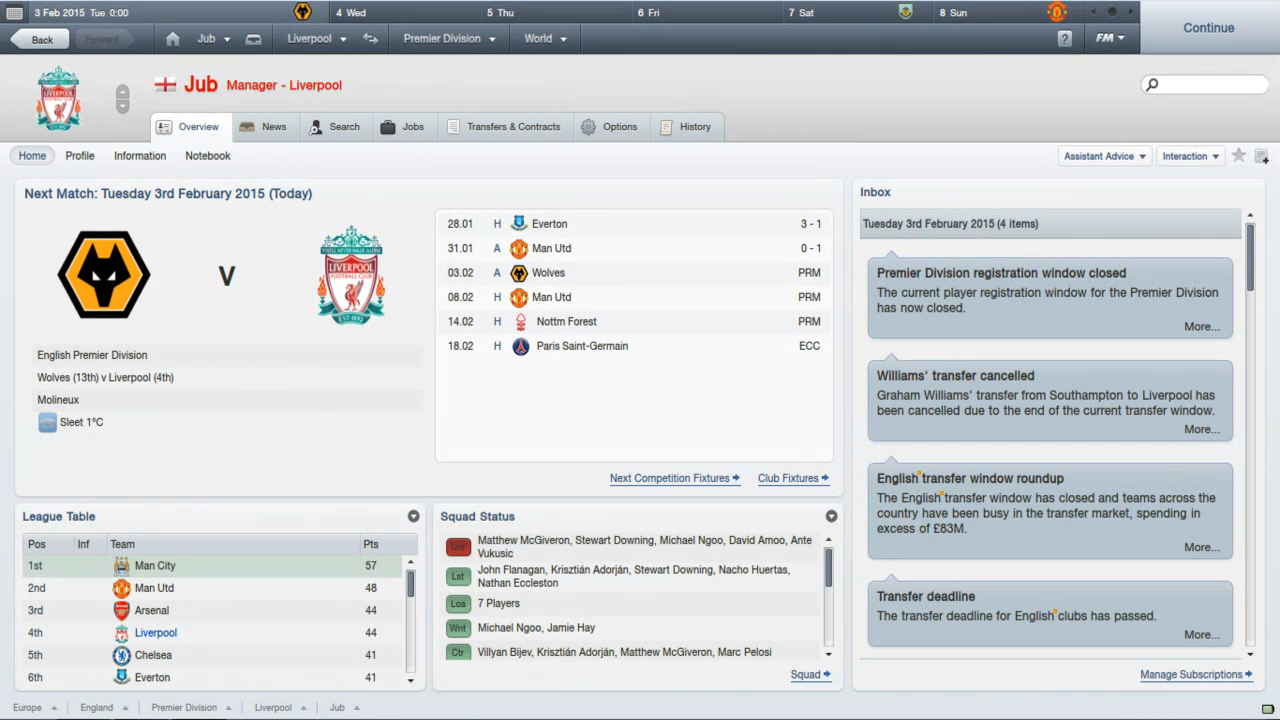 3 Feb 2015 Tue 0:00
4 Wed
5 Thu
6 Fri
7 Sat
8 Sun
Continue
Back
Forward
Jub
Liverpool
Premier Division
World
?
FM
Jub Manager - Liverpool
Overview
News
Search
Jobs
Transfers & Contracts
Options
History
Home
Profile
Information
Notebook
Assistant Advice
Interaction
Next Match: Tuesday 3rd February 2015 (Today)
V
English Premier Division
Wolves (13th) v Liverpool (4th)
Molineux
Sleet 1°C
28.01 H Everton 3 - 1
31.01 A Man Utd 0 - 1
03.02 A Wolves PRM
08.02 H Man Utd PRM
14.02 H Nottm Forest PRM
18.02 H Paris Saint-Germain ECC
Next Competition Fixtures
Club Fixtures
Inbox
Tuesday 3rd February 2015 (4 items)
Premier Division registration window closed
The current player registration window for the Premier Division
has now closed.
More...
Williams' transfer cancelled
Graham Williams' transfer from Southampton to Liverpool has
been cancelled due to the end of the current transfer window.
More...
English transfer window roundup
The English transfer window has closed and teams across the
country have been busy in the transfer market, spending in
excess of £83M.
More...
Transfer deadline
The transfer deadline for English clubs has passed.
More...
Manage Subscriptions
League Table
Pos Inf Team Pts
1st Man City 57
2nd Man Utd 48
3rd Arsenal 44
4th Liverpool 44
5th Chelsea 41
6th Everton 41
Squad Status
Unr Matthew McGiveron, Stewart Downing, Michael Ngoo, David Amoo, Ante
Vukusic
Lst John Flanagan, Krisztián Adorján, Stewart Downing, Nacho Huertas,
Nathan Eccleston
Loa 7 Players
Wnt Michael Ngoo, Jamie Hay
Ctr Villyan Bijev, Krisztián Adorján, Matthew McGiveron, Marc Pelosi
Squad
Europe
England
Premier Division
Liverpool
Jub